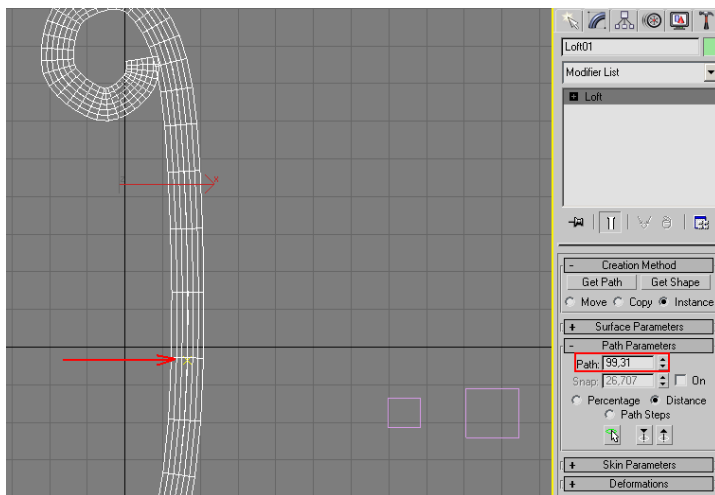 Loft01
Modifier List
Loft
- Creation Method
Get Path Get Shape
Move Copy Instance
+ Surface Parameters
- Path Parameters
Path: 99,31
Snap: 26,707 On
Percentage Distance
Path Steps
+ Skin Parameters
+ Deformations
x